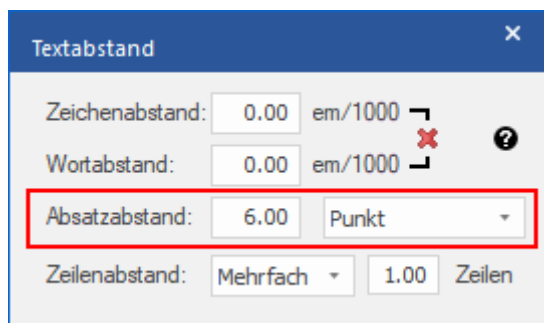 Textabstand
Zeichenabstand: 0.00 em/1000
Wortabstand: 0.00 em/1000
Absatzabstand: 6.00 Punkt
Zeilenabstand: Mehrfach 1.00 Zeilen